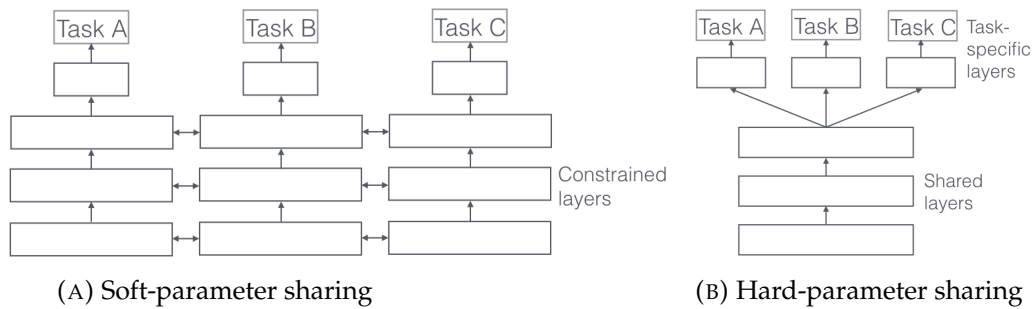 Task A
Task B
Task C
Constrained
layers
(A) Soft-parameter sharing
Task A
Task B
Task C
Task-
specific
layers
Shared
layers
(B) Hard-parameter sharing